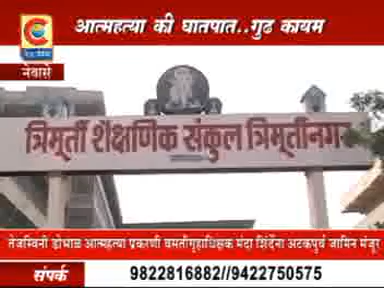 आत्महत्या की घातपात..गुढ कायम
नेवासे
त्रिमूर्ती शैक्षणिक संकुल त्रिमूर्तीनगर
तेजस्विनी ढोभाळ आत्महत्या प्रकरणी वसतीगृहाधिक्षक मंदा शिंदेंना अटकपुर्व जामिन मंजूर
संपर्क 9822816882//9422750575